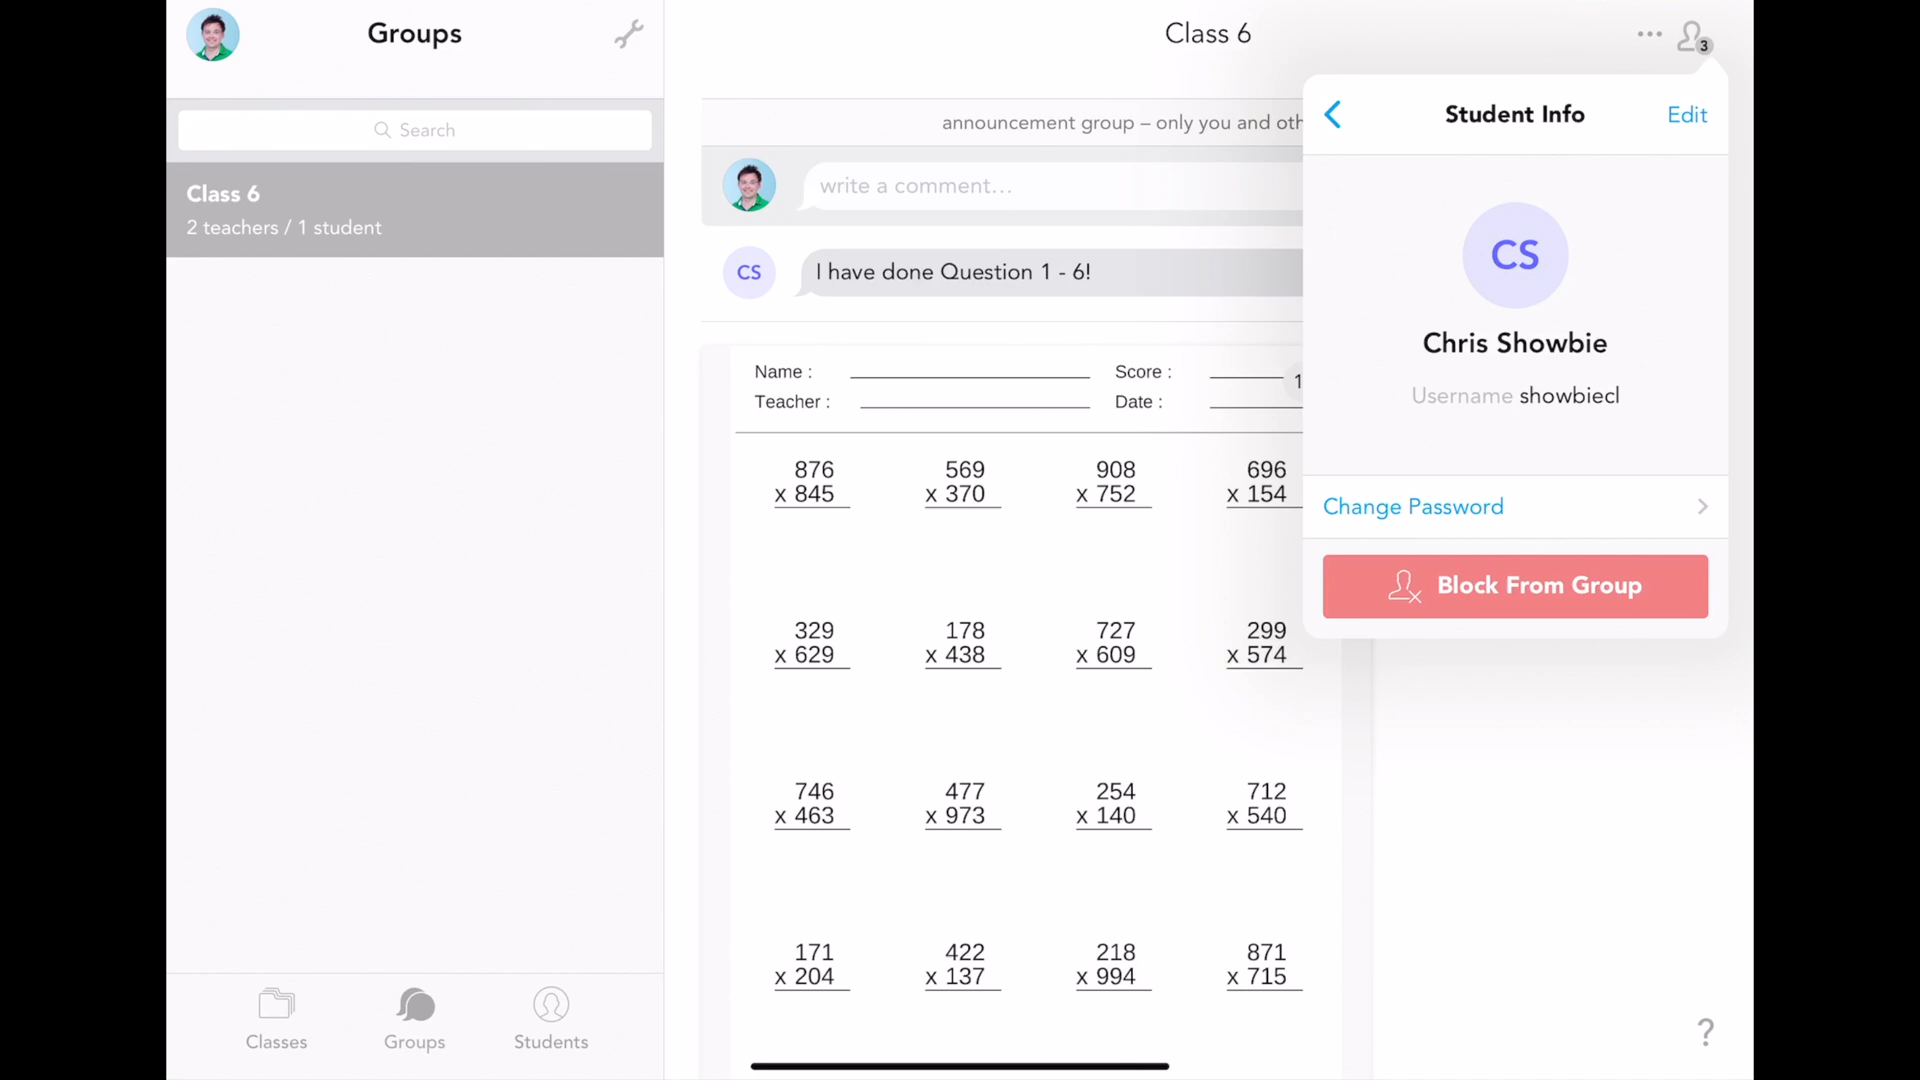 Groups
Search
Class 6
2 teachers / 1 student
Classes
Groups
Students
Class 6
3
announcement group – only you and oth
write a comment…
CS
I have done Question 1 - 6!
Name :
Score :
1
Teacher :
Date :
876 569 908 696
x 845 x 370 x 752 x 154
329 178 727 299
x 629 x 438 x 609 x 574
746 477 254 712
x 463 x 973 x 140 x 540
171 422 218 871
x 204 x 137 x 994 x 715
Student Info
Edit
CS
Chris Showbie
Username showbiecl
Change Password
Block From Group
?